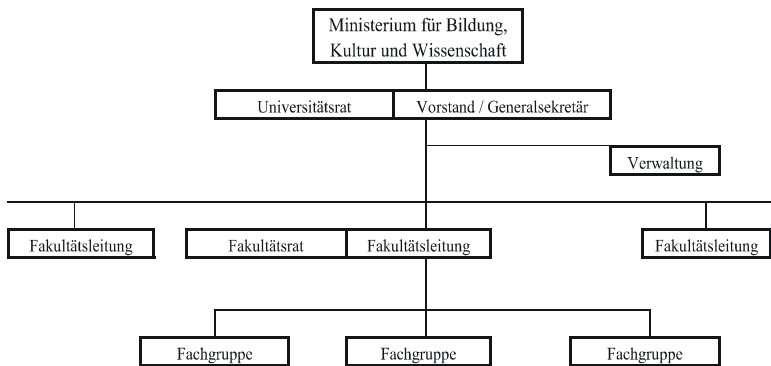 Ministerium für Bildung,
Kultur und Wissenschaft
Universitätsrat
Vorstand / Generalsekretär
Verwaltung
Fakultätsleitung
Fakultätsrat
Fakultätsleitung
Fakultätsleitung
Fachgruppe
Fachgruppe
Fachgruppe